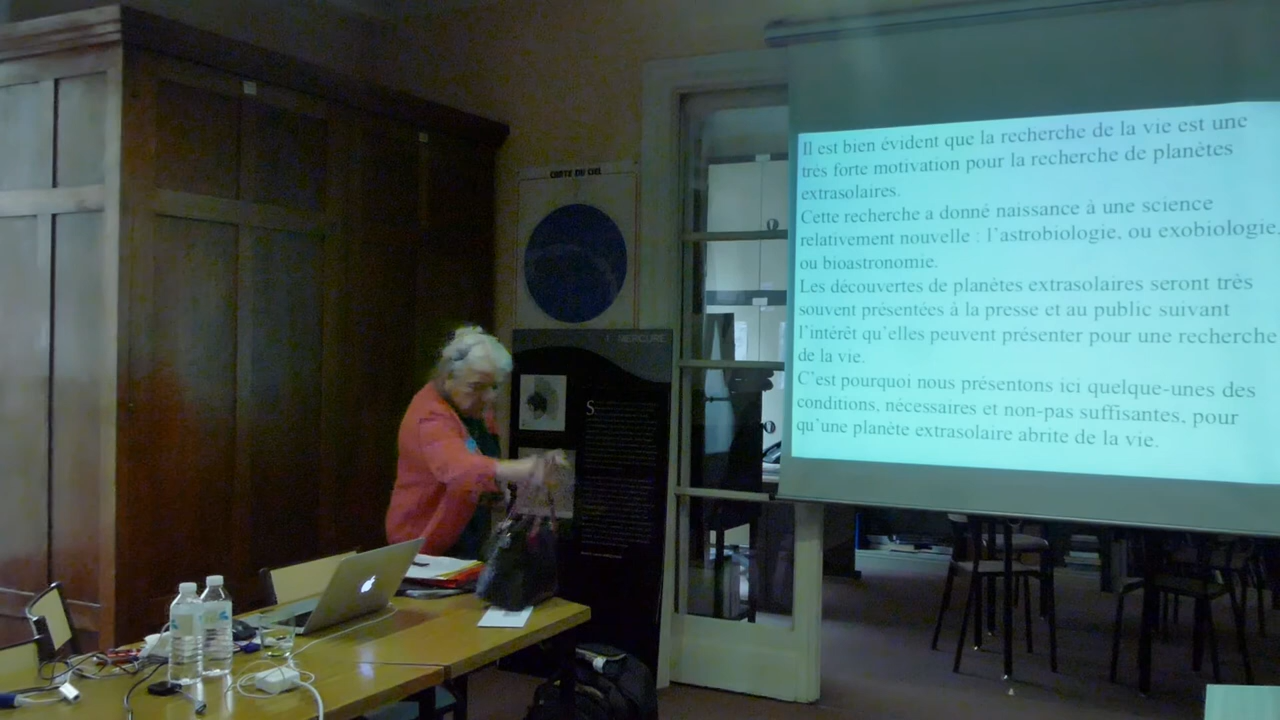 CARTE DU CIEL
MERCURE
Il est bien évident que la recherche de la vie est une
très forte motivation pour la recherche de planètes
extrasolaires.
Cette recherche a donné naissance à une science
relativement nouvelle : l'astrobiologie, ou exobiologie,
ou bioastronomie.
Les découvertes de planètes extrasolaires seront très
souvent présentées à la presse et au public suivant
l'intérêt qu'elles peuvent présenter pour une recherche
de la vie.
C'est pourquoi nous présentons ici quelque-unes des
conditions, nécessaires et non-pas suffisantes, pour
qu'une planète extrasolaire abrite de la vie.